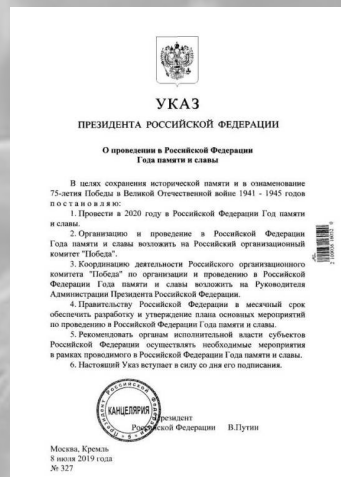 УКАЗ
ПРЕЗИДЕНТА РОССИЙСКОЙ ФЕДЕРАЦИИ
О проведении в Российской Федерации
Года памяти и славы
В целях сохранения исторической памяти и в ознаменование
75-летия Победы в Великой Отечественной войне 1941 - 1945 годов
п о с т а н о в л я ю:
1. Провести в 2020 году в Российской Федерации Год памяти
и славы.
2. Организацию и проведение в Российской Федерации
Года памяти и славы возложить на Российский организационный
комитет "Победа".
3. Координацию деятельности Российского организационного
комитета "Победа" по организации и проведению в Российской
Федерации Года памяти и славы возложить на Руководителя
Администрации Президента Российской Федерации.
4. Правительству Российской Федерации в месячный срок
обеспечить разработку и утверждение плана основных мероприятий
по проведению в Российской Федерации Года памяти и славы.
5. Рекомендовать органам исполнительной власти субъектов
Российской Федерации осуществлять необходимые мероприятия
в рамках проводимого в Российской Федерации Года памяти и славы.
6. Настоящий Указ вступает в силу со дня его подписания.
КАНЦЕЛЯРИЯ
Президент
Российской Федерации В.Путин
Москва, Кремль
8 июля 2019 года
№ 327